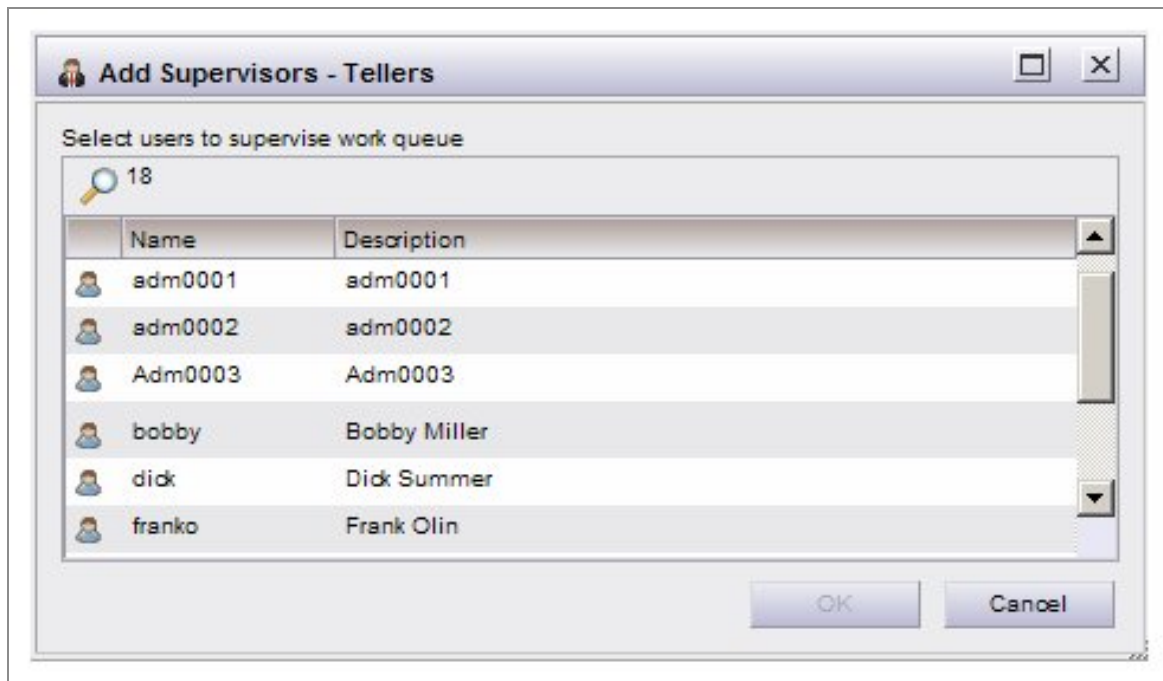 Add Supervisors - Tellers
Select users to supervise work queue
18
Name Description
adm0001 adm0001
adm0002 adm0002
Adm0003 Adm0003
bobby Bobby Miller
dick Dick Summer
franko Frank Olin
OK Cancel